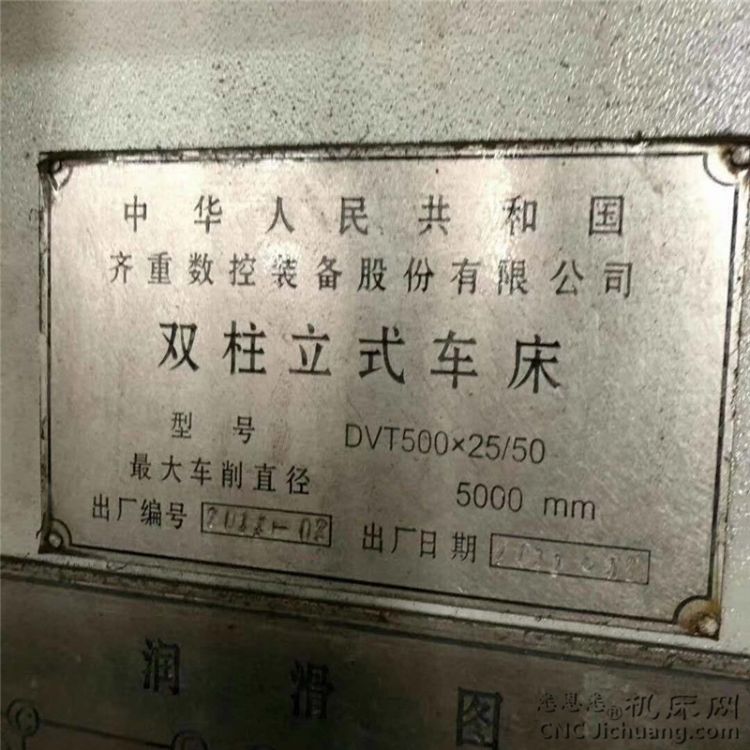 中华人民共和国
齐重数控装备股份有限公司
双柱立式车床
型号 DVT500×25/50
最大车削直径 5000 mm
出厂编号 出厂日期
润滑图
机床网
CNCJichuang.com